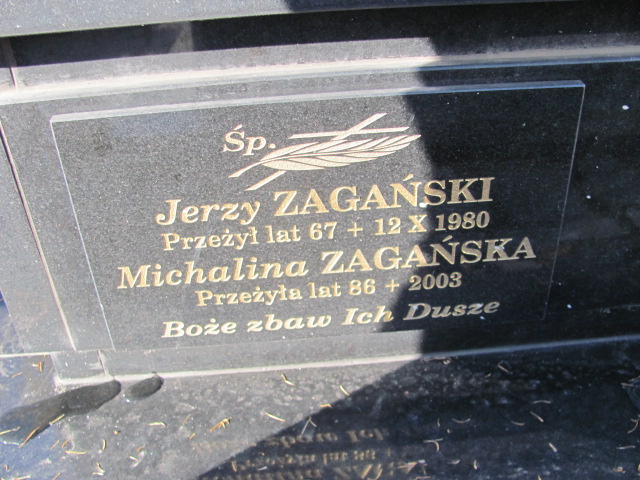 Śp.
Jerzy ZAGAŃSKI
Przeżył lat 67 + 12 X 1980
Michalina ZAGAŃSKA
Przeżyła lat 86 + 2003
Boże zbaw Ich Dusze